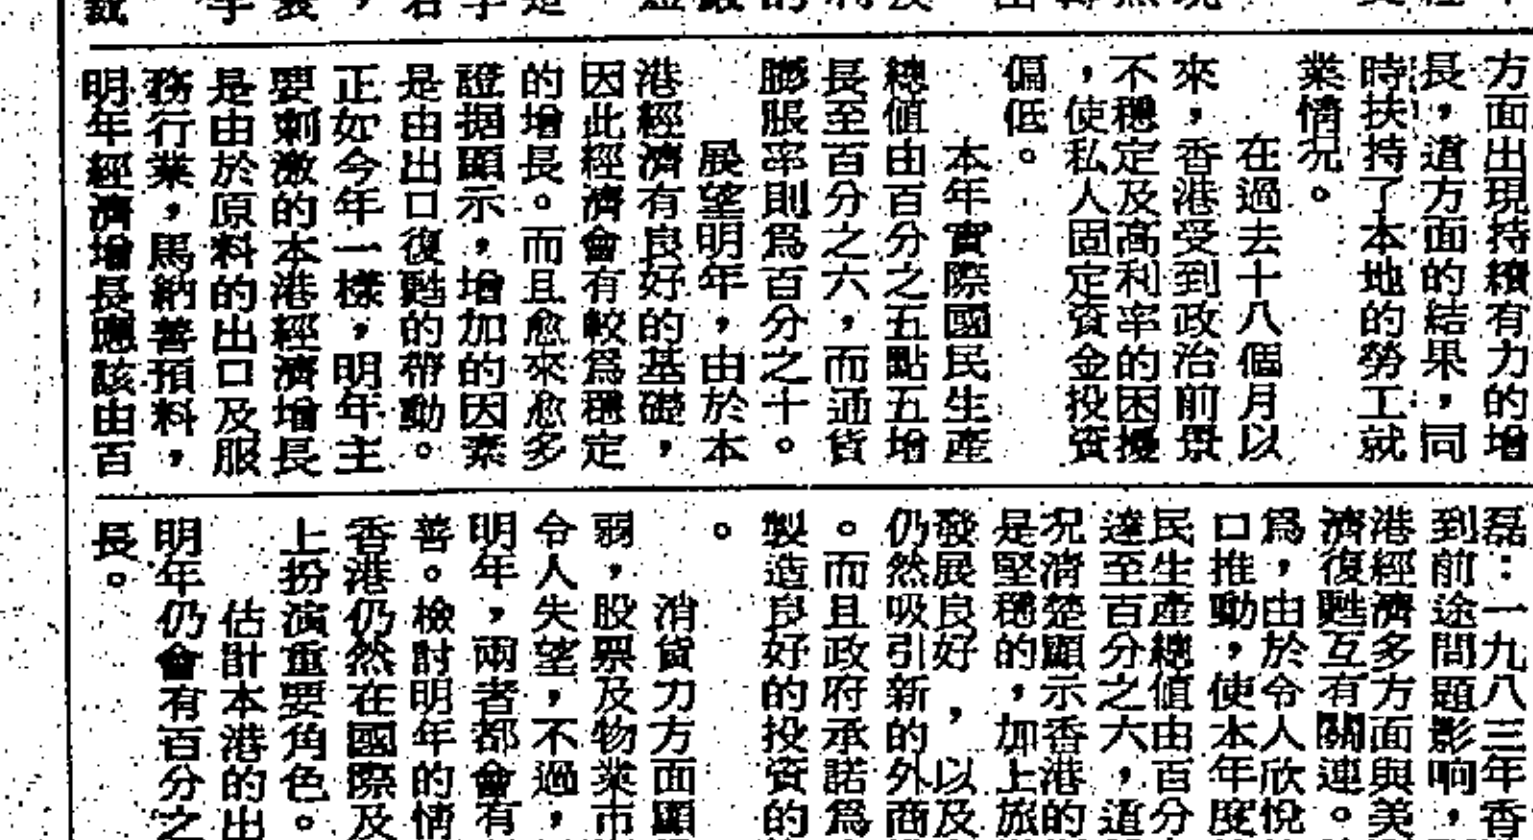 方面出現持續有力的增
長，這方面的結果，同
時扶持了本地的勞工就
業情況。
在過去十八個月以
來，香港受到政治前景
不穩定及高利率的困擾
，使私人固定資金投資
偏低。
本年實際國民生產
總値由百分之五點五增
長至百分之六，而通貨
膨脹率則爲百分之十。
展望明年，由於本
港經濟有良好的基礎，
因此經濟會有較爲穩定
的增長。而且愈來愈多
證据顯示，增加的因素
是由出口復甦的帶動。
正如今年一樣，明年主
要刺激的本港經濟增長
是由於原料的出口及服
務行業，馬納善預料，
明年經濟增長應該由百
磊：一九八三年香
到前途問題影响，
港經濟多方面與美
濟復甦互有關連。
爲，由於令人欣悅
口推動，使本年度
民生產總値由百分
達至百分之六，這
況清楚顯示香港的
是堅穩的，加上旅
發展良好，以及
仍然吸引新的外商
。而且政府承諾爲
製造良好的投資的
。
消貨力方面顯
弱，股票及物業市
令人失望，不過，
明年，兩者都會有
善。檢討明年的情
香港仍然在國際及
上扮演重要角色。
估計本港的出
明年仍會有百分之
長。